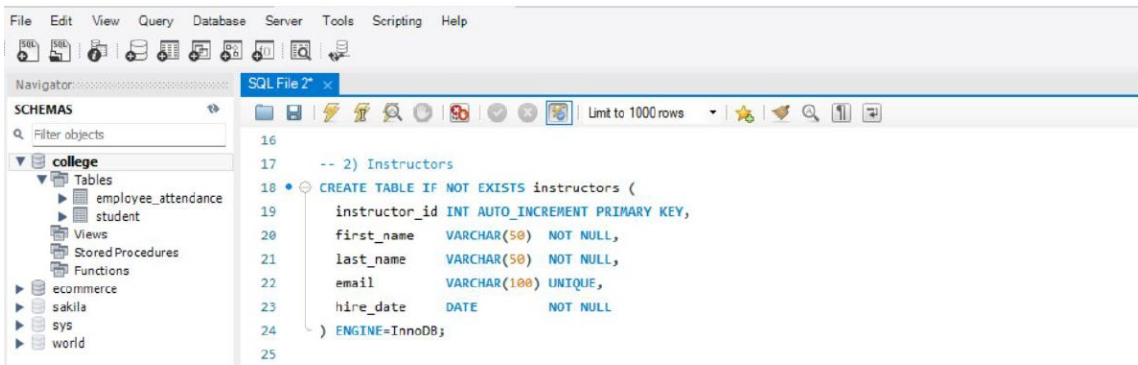 File Edit View Query Database Server Tools Scripting Help
Navigator
SQL File 2*
SCHEMAS
Limit to 1000 rows
Filter objects
college
Tables
employee_attendance
student
Views
Stored Procedures
Functions
ecommerce
sakila
sys
world
16
17 -- 2) Instructors
18 CREATE TABLE IF NOT EXISTS instructors (
19 instructor_id INT AUTO_INCREMENT PRIMARY KEY,
20 first_name VARCHAR(50) NOT NULL,
21 last_name VARCHAR(50) NOT NULL,
22 email VARCHAR(100) UNIQUE,
23 hire_date DATE NOT NULL
24 ) ENGINE=InnoDB;
25